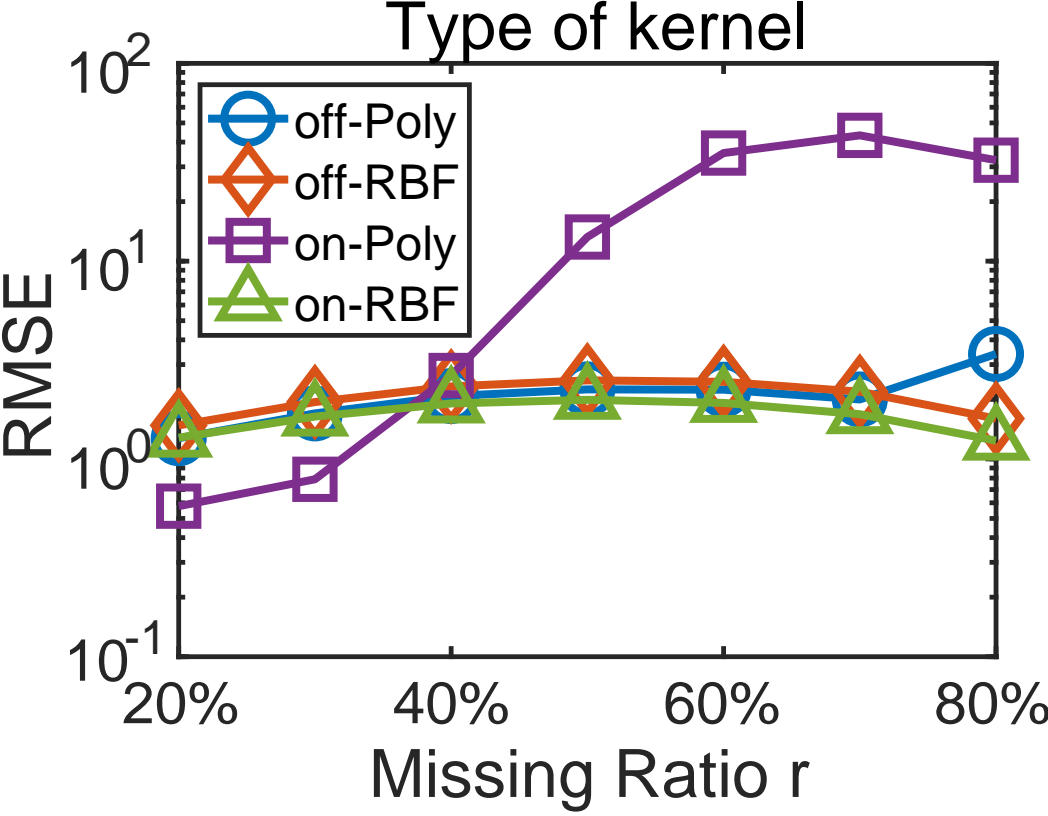 Type of kernel
10^2
10^1
10^0
10^-1
RMSE
off-Poly
off-RBF
on-Poly
on-RBF
20% 40% 60% 80%
Missing Ratio r